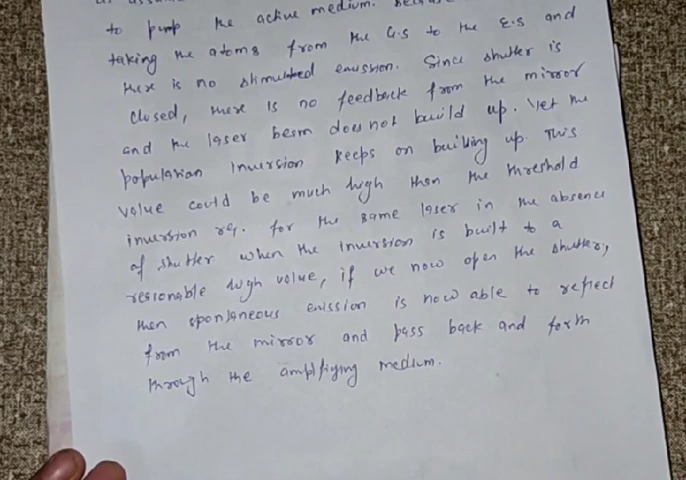 to pump the active medium.
taking the atoms from the G.S to the E.S and
there is no stimulated emission. Since shutter is
closed, there is no feedback from the mirror
and the laser beam does not build up. Yet the
population inversion keeps on builing up. This
value could be much high then the threshold
inversion rq. for the same laser in the absence
of shutter when the inversion is built to a
resionable high value, if we now open the shutter,
then spontaneous emission is now able to reflect
from the mirror and pass back and forth
through the amplifying medium.